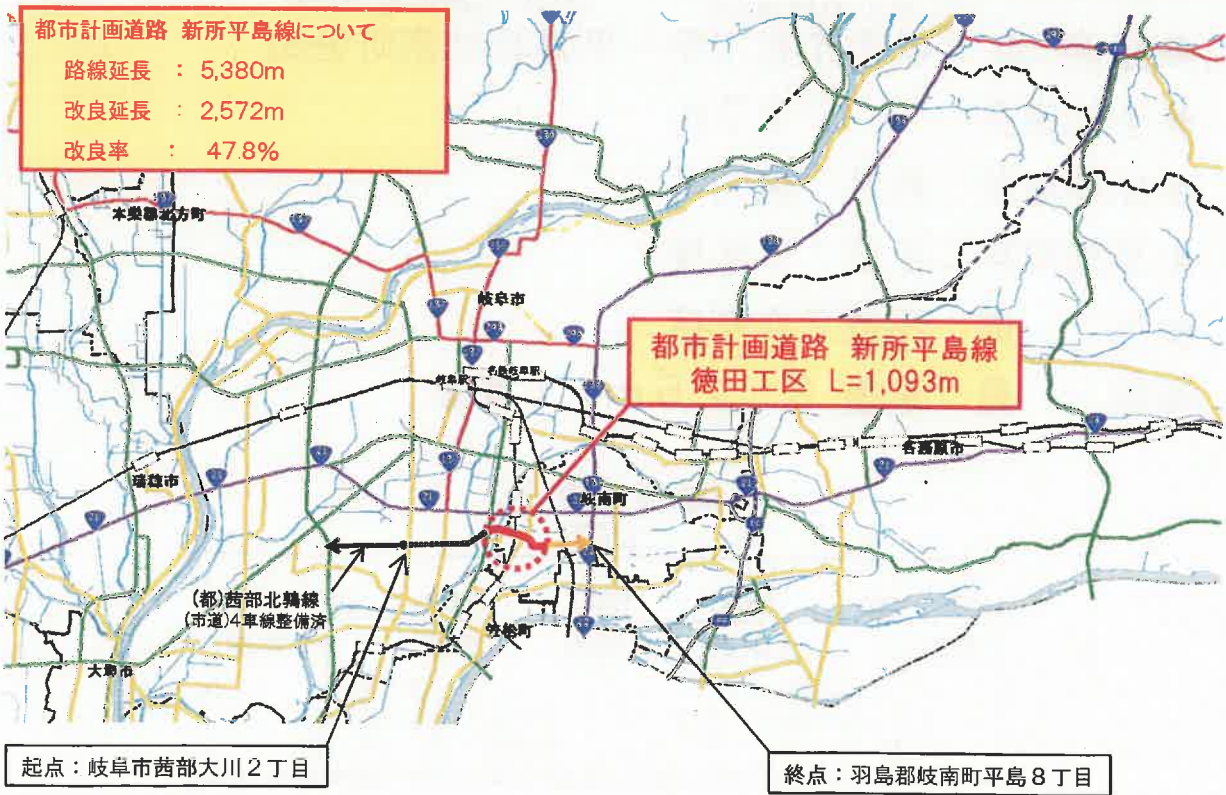 都市計画道路 新所平島線について
路線延長 : 5,380m
改良延長 : 2,572m
改良率 : 47.8%
本巣郡北方町
岐阜市
都市計画道路 新所平島線
徳田工区 L=1,093m
岐阜駅
名鉄岐阜駅
各務原市
瑞穂市
岐南町
21
(都)茜部北鶉線
(市道)4車線整備済
笠松町
起点：岐阜市茜部大川2丁目
終点：羽島郡岐南町平島8丁目